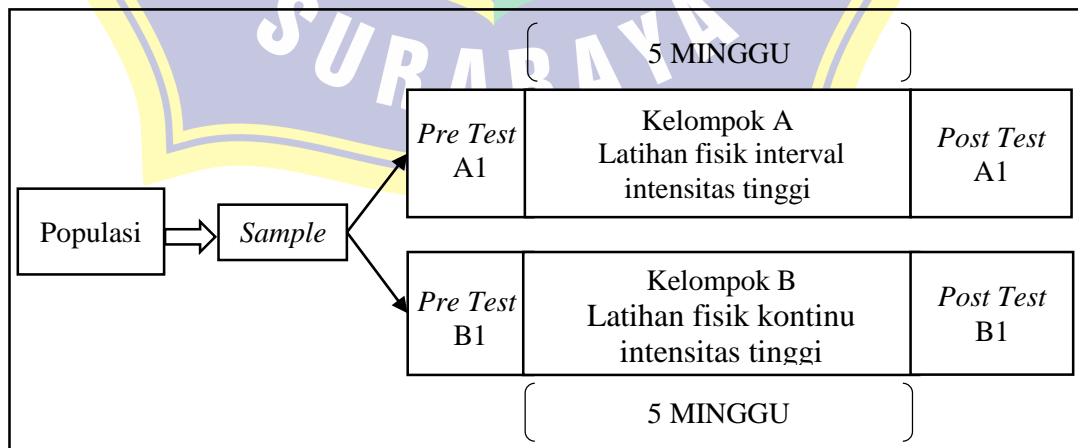 SURABAYA
5 MINGGU
Pre Test
A1
Kelompok A
Latihan fisik interval
intensitas tinggi
Post Test
A1
Populasi
Sample
Pre Test
B1
Kelompok B
Latihan fisik kontinu
intensitas tinggi
Post Test
B1
5 MINGGU